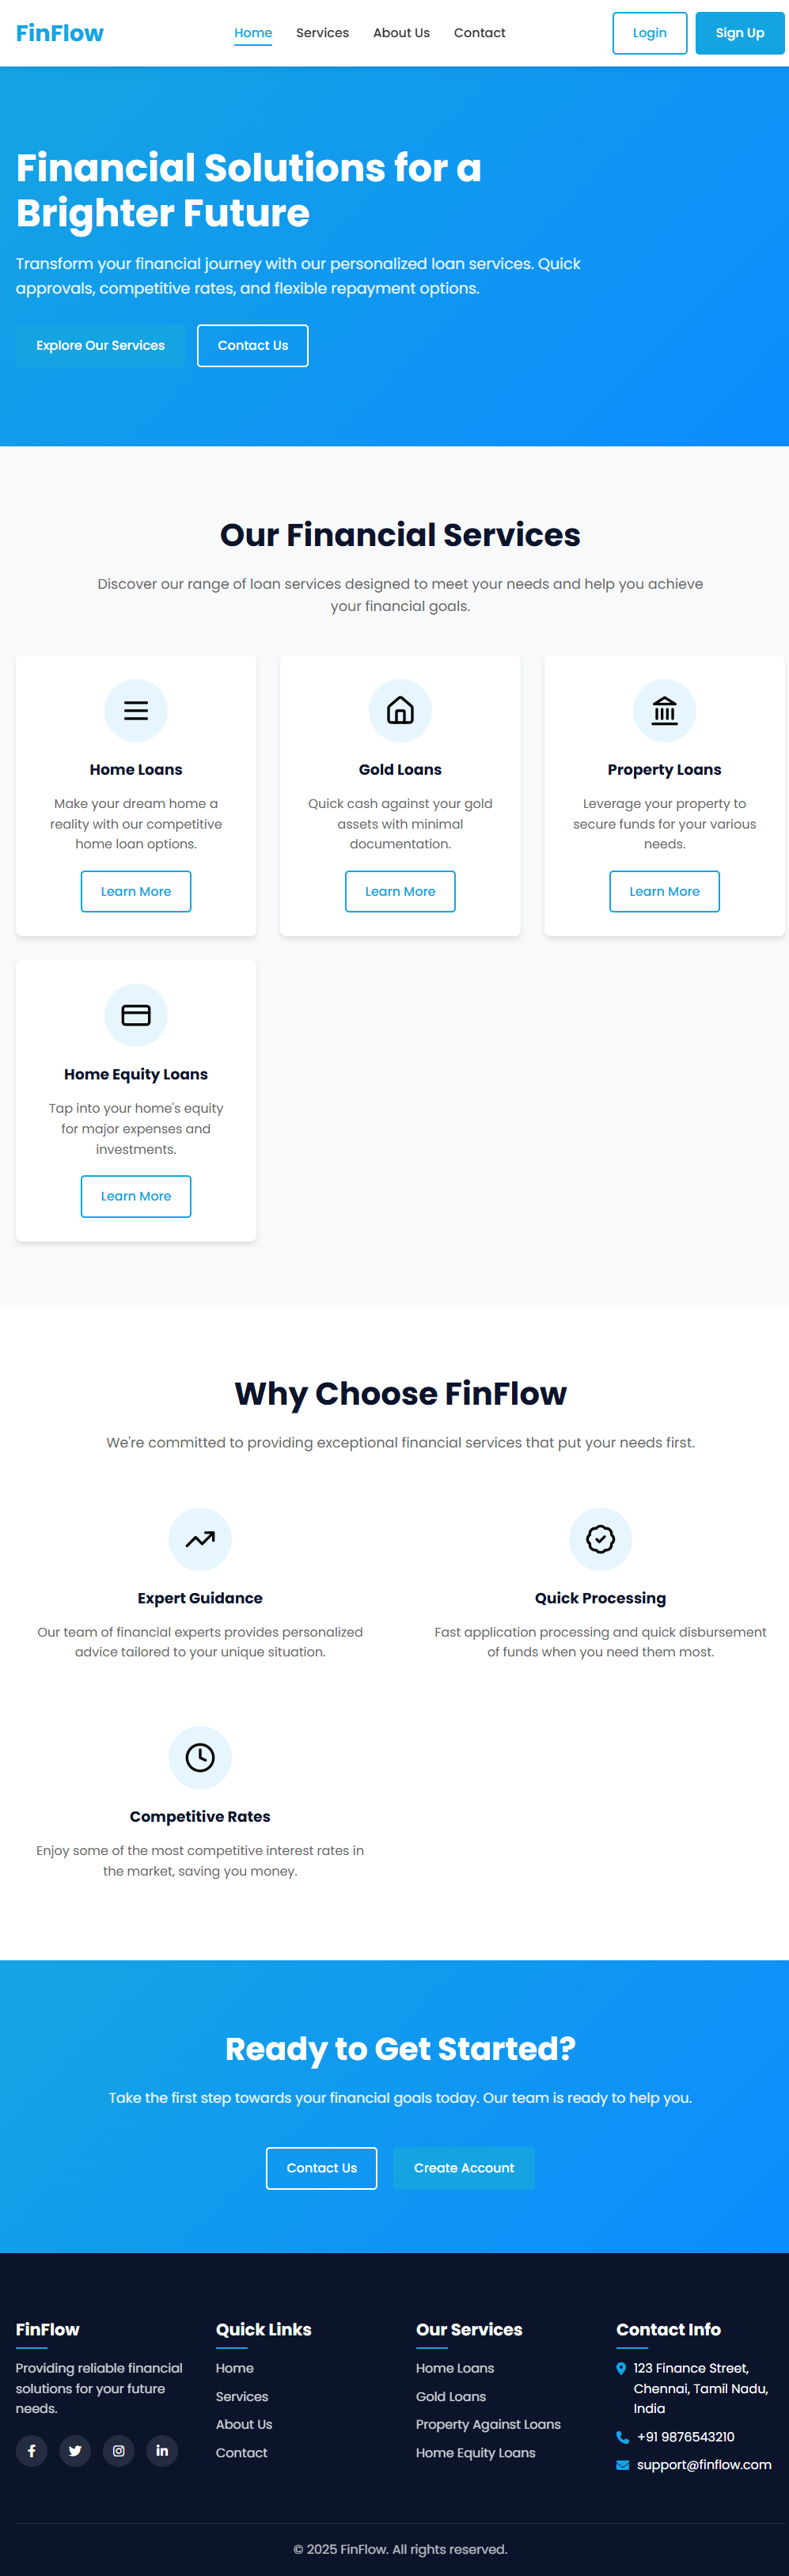 FinFlow
Home
Services
About Us
Contact
Login
Sign Up
Financial Solutions for a
Brighter Future
Transform your financial journey with our personalized loan services. Quick
approvals, competitive rates, and flexible repayment options.
Explore Our Services
Contact Us
Our Financial Services
Discover our range of loan services designed to meet your needs and help you achieve
your financial goals.
Home Loans
Make your dream home a
reality with our competitive
home loan options.
Learn More
Gold Loans
Quick cash against your gold
assets with minimal
documentation.
Learn More
Property Loans
Leverage your property to
secure funds for your various
needs.
Learn More
Home Equity Loans
Tap into your home's equity
for major expenses and
investments.
Learn More
Why Choose FinFlow
We're committed to providing exceptional financial services that put your needs first.
Expert Guidance
Our team of financial experts provides personalized
advice tailored to your unique situation.
Quick Processing
Fast application processing and quick disbursement
of funds when you need them most.
Competitive Rates
Enjoy some of the most competitive interest rates in
the market, saving you money.
Ready to Get Started?
Take the first step towards your financial goals today. Our team is ready to help you.
Contact Us
Create Account
FinFlow
Providing reliable financial
solutions for your future
needs.
Quick Links
Home
Services
About Us
Contact
Our Services
Home Loans
Gold Loans
Property Against Loans
Home Equity Loans
Contact Info
123 Finance Street,
Chennai, Tamil Nadu,
India
+91 9876543210
support@finflow.com
© 2025 FinFlow. All rights reserved.